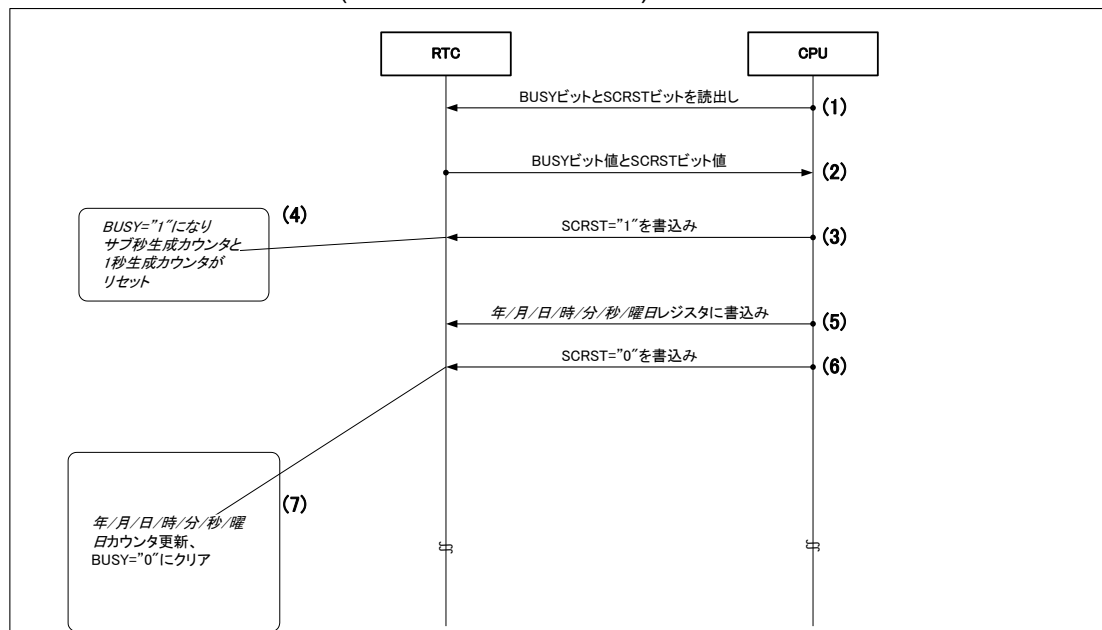 RTC
CPU
BUSYビットとSCRSTビットを読出し
(1)
BUSYビット値とSCRSTビット値
(2)
(4)
BUSY="1"になり
サブ秒生成カウンタと
1秒生成カウンタが
リセット
SCRST="1"を書込み
(3)
年/月/日/時/分/秒/曜日レジスタに書込み
(5)
SCRST="0"を書込み
(6)
(7)
年/月/日/時/分/秒/曜
日カウンタ更新、
BUSY="0"にクリア